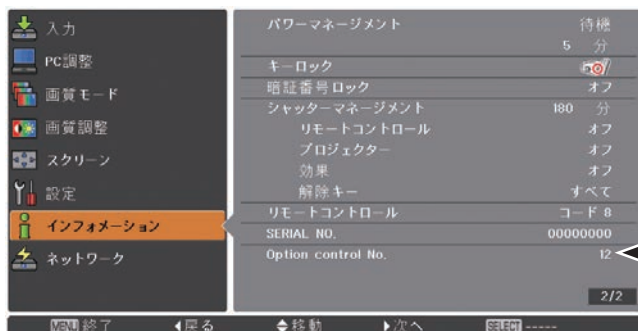 入力
PC調整
画質モード
画質調整
スクリーン
設定
インフォメーション
ネットワーク
パワーマネージメント 待機
5 分
キーロック
暗証番号ロック オフ
シャッターマネージメント 180 分
リモートコントロール オフ
プロジェクター オフ
効果 オフ
解除キー すべて
リモートコントロール コード 8
SERIAL NO. 00000000
Option control No. 12
2/2
MENU 終了 戻る 移動 次へ SELECT -----